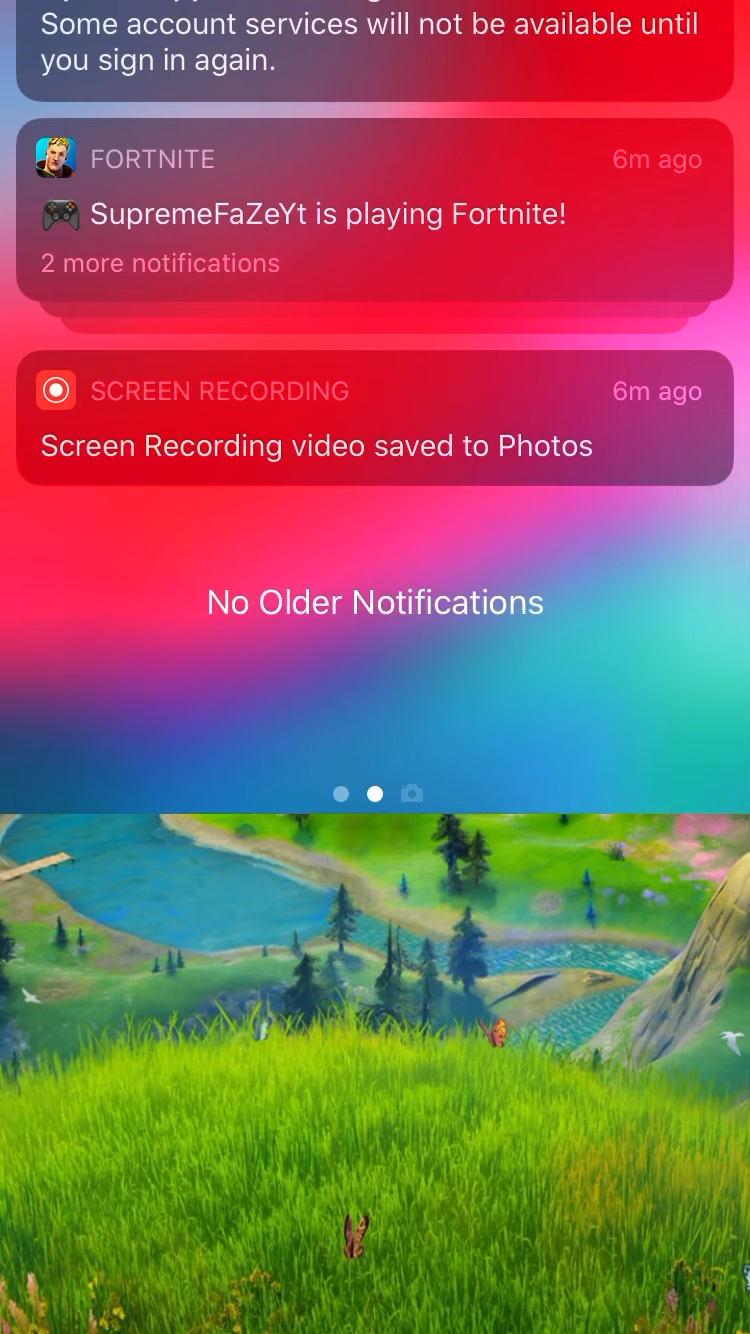 Some account services will not be available until
you sign in again.
FORTNITE 6m ago
🎮 SupremeFaZeYt is playing Fortnite!
2 more notifications
SCREEN RECORDING 6m ago
Screen Recording video saved to Photos
No Older Notifications